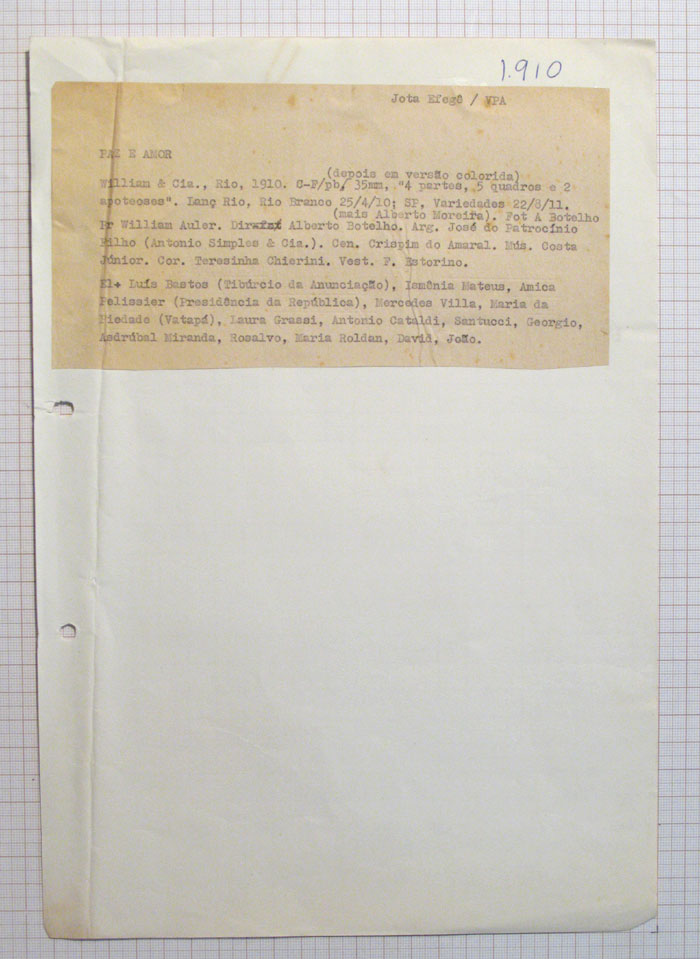 1.910
Jota Efegê / VPA
PAZ E AMOR
(depois em versão colorida)
William & Cia., Rio, 1910. C-F/pb, 35mm, "4 partes, 5 quadros e 2
apoteoses". Lanç Rio, Rio Branco 25/4/10; SP, Variedades 22/8/11.
(mais Alberto Moreira). Fot A Botelho
Pr William Auler. Dir Alberto Botelho. Arg. José do Patrocínio
Filho (Antonio Simples & Cia.). Cen. Crispim do Amaral. Mús. Costa
Júnior. Cor. Teresinha Chierini. Vest. F. Estorino.
El. Luís Bastos (Tibúrcio da Anunciação), Ismênia Mateus, Amica
Pelissier (Presidência da República), Mercedes Villa, Maria da
Piedade (Vatapá), Laura Grassi, Antonio Cataldi, Santucci, Georgio,
Asdrúbal Miranda, Rosalvo, Maria Roldan, David, João.